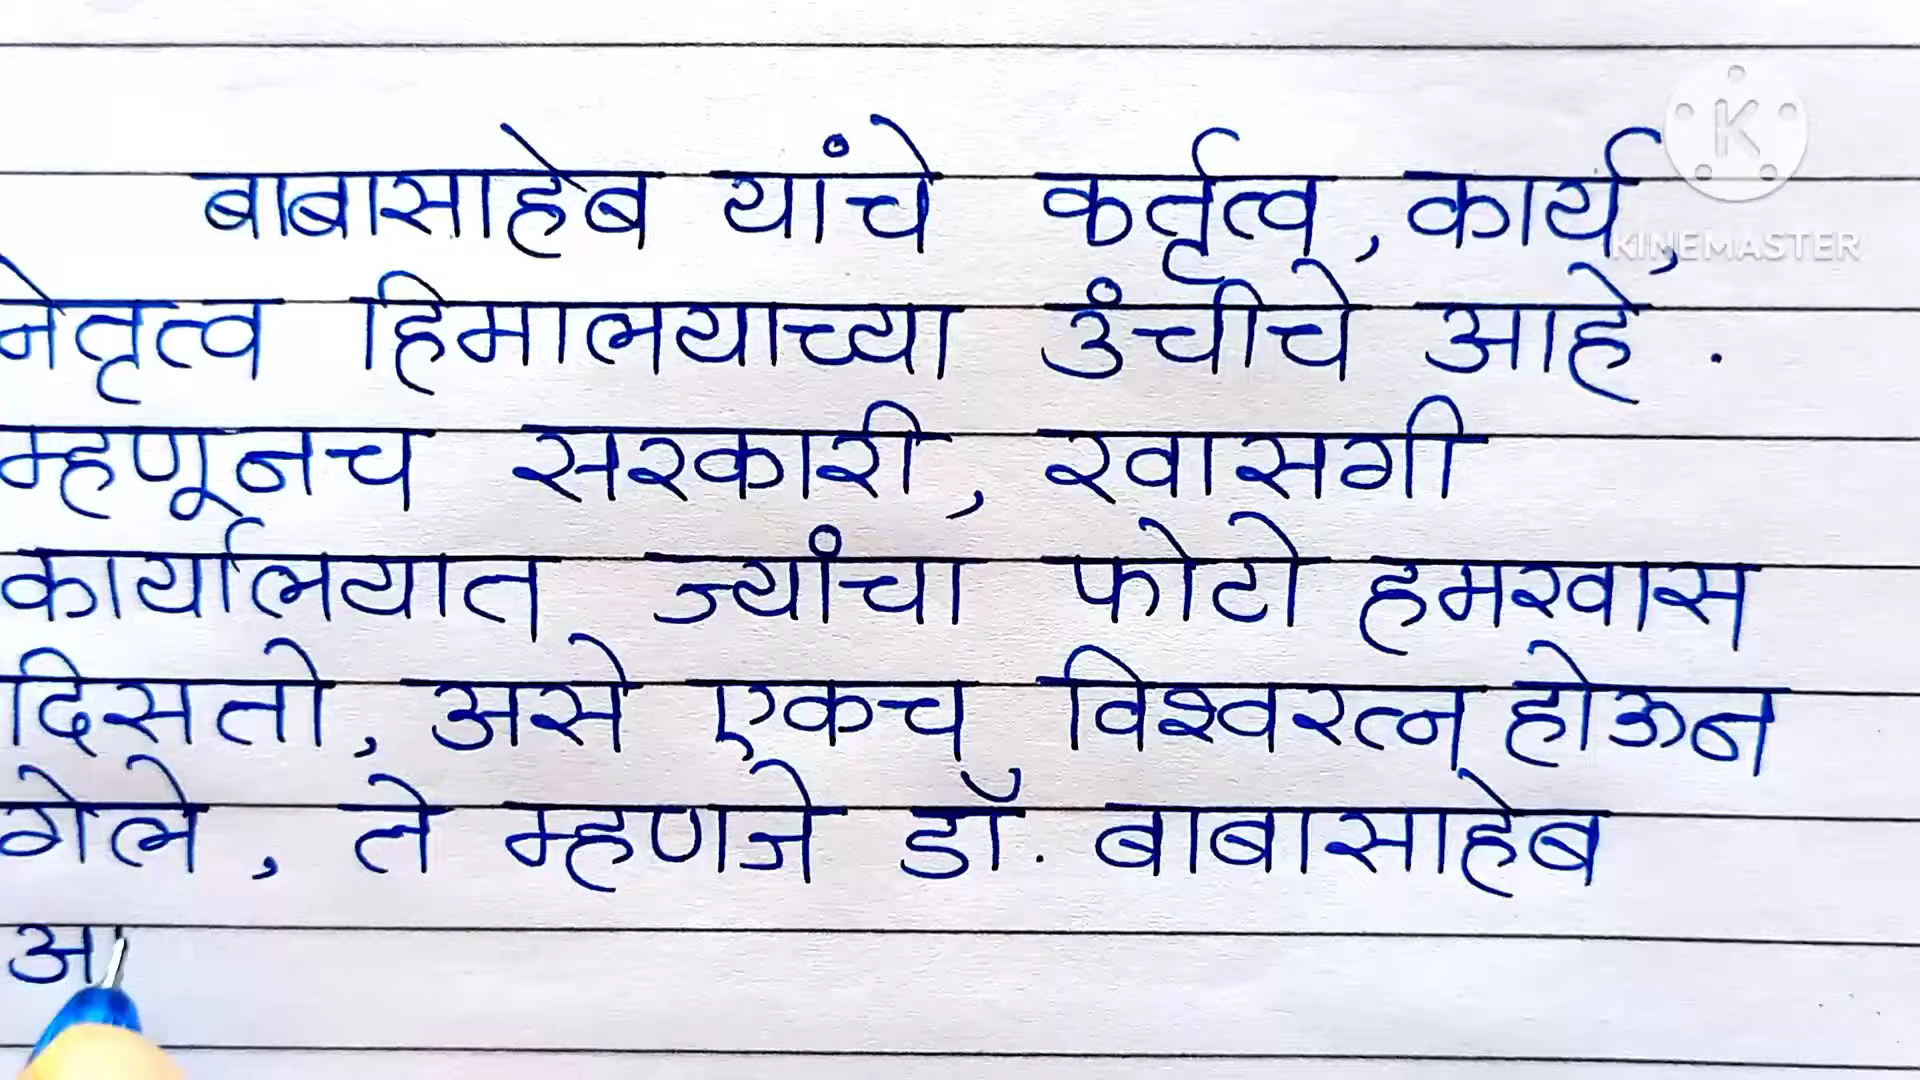 बाबासाहेब यांचे कर्तृत्व, कार्य,
नेतृत्व हिमालयाच्या उंचीचे आहे.
म्हणूनच सरकारी, खासगी
कार्यालयात ज्यांचा फोटो हमखास
दिसतो, असे एकच विश्वरत्न होऊन
गेले, ते म्हणजे डॉ. बाबासाहेब
आ
K
KINEMASTER